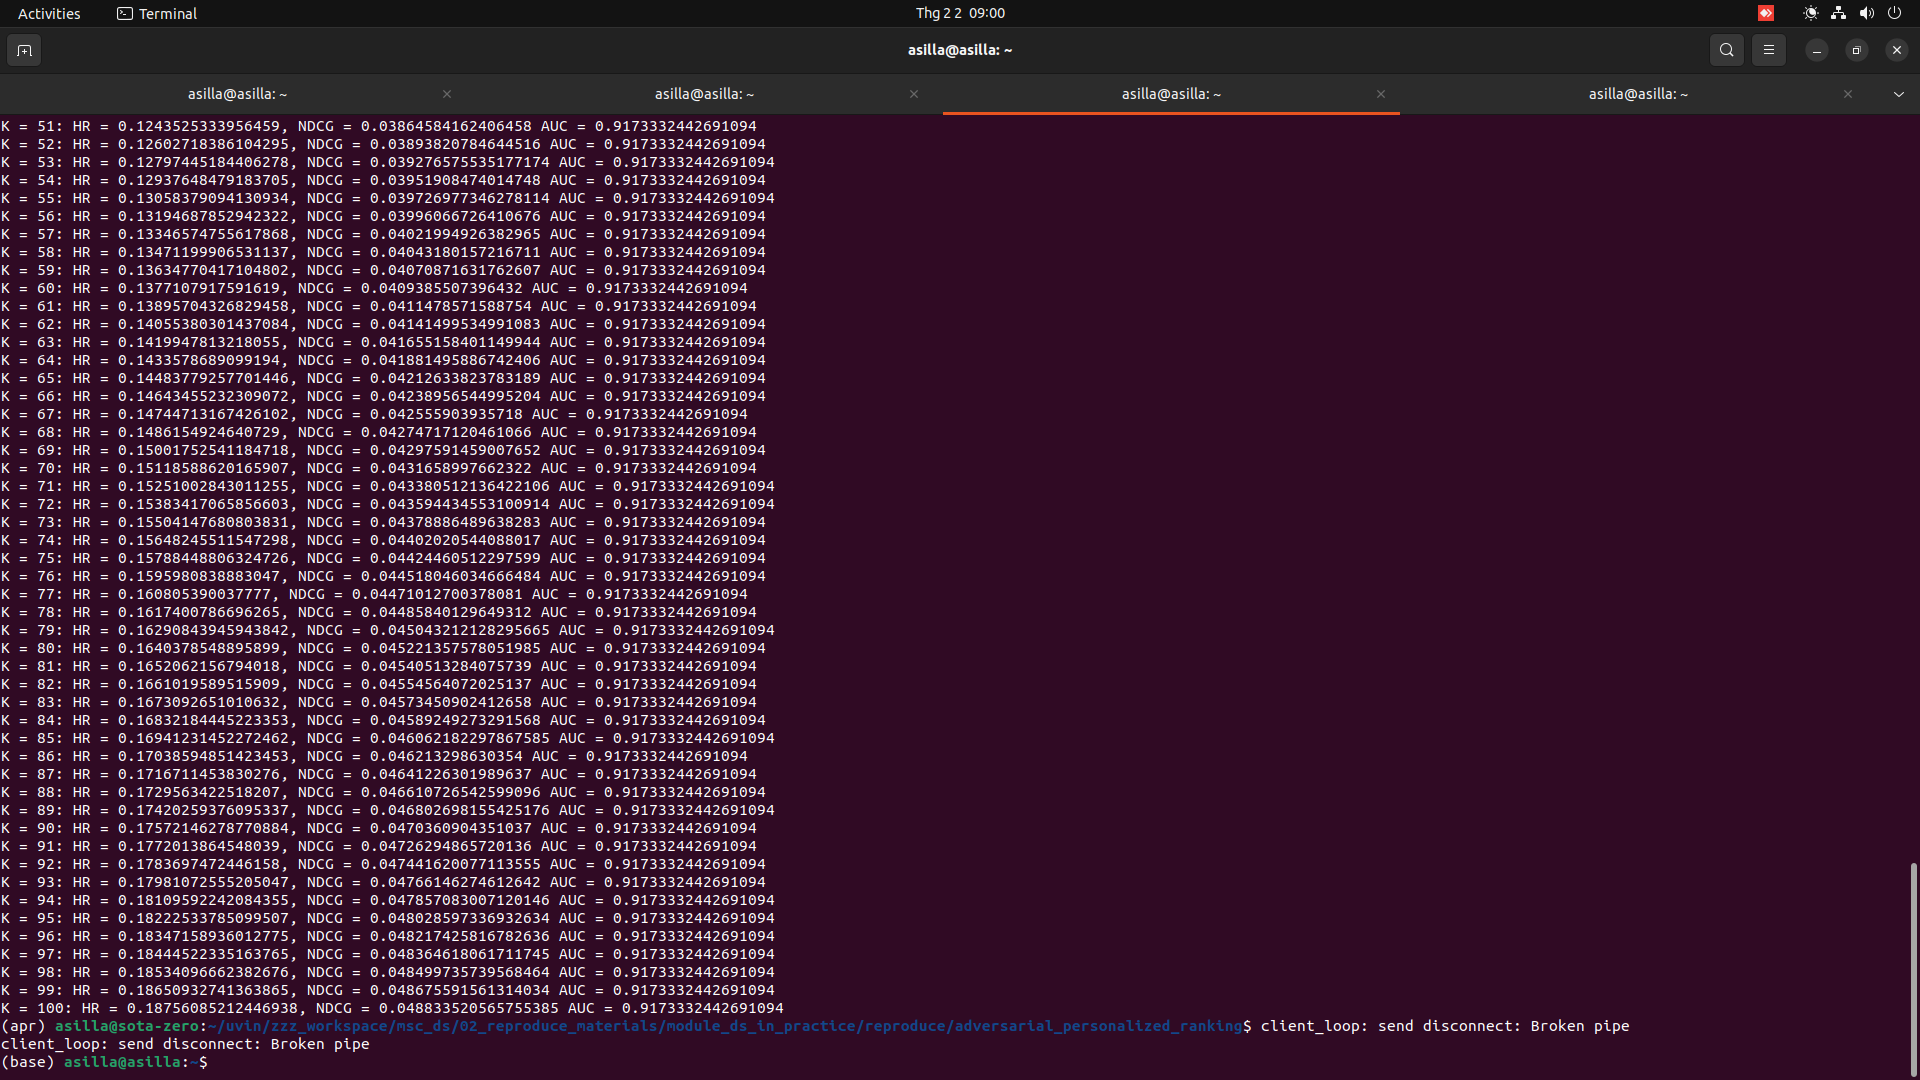 Activities
Terminal
Thg 2 2 09:00
asilla@asilla: ~
asilla@asilla: ~
asilla@asilla: ~
asilla@asilla: ~
asilla@asilla: ~
K = 51: HR = 0.1243525333956459, NDCG = 0.03864584162406458 AUC = 0.9173332442691094
K = 52: HR = 0.12602718386104295, NDCG = 0.03893820784644516 AUC = 0.9173332442691094
K = 53: HR = 0.12797445184406278, NDCG = 0.039276575535177174 AUC = 0.9173332442691094
K = 54: HR = 0.12937648479183705, NDCG = 0.03951908474014748 AUC = 0.9173332442691094
K = 55: HR = 0.13058379094130934, NDCG = 0.039726977346278114 AUC = 0.9173332442691094
K = 56: HR = 0.13194687852942322, NDCG = 0.03996066726410676 AUC = 0.9173332442691094
K = 57: HR = 0.13346574755617868, NDCG = 0.04021994926382965 AUC = 0.9173332442691094
K = 58: HR = 0.13471199906531137, NDCG = 0.04043180157216711 AUC = 0.9173332442691094
K = 59: HR = 0.13634770417104802, NDCG = 0.04070871631762607 AUC = 0.9173332442691094
K = 60: HR = 0.1377107917591619, NDCG = 0.0409385507396432 AUC = 0.9173332442691094
K = 61: HR = 0.13895704326829458, NDCG = 0.0411478571588754 AUC = 0.9173332442691094
K = 62: HR = 0.14055380301437084, NDCG = 0.04141499534991083 AUC = 0.9173332442691094
K = 63: HR = 0.1419947813218055, NDCG = 0.041655158401149944 AUC = 0.9173332442691094
K = 64: HR = 0.1433578689099194, NDCG = 0.041881495886742406 AUC = 0.9173332442691094
K = 65: HR = 0.14483779257701446, NDCG = 0.04212633823783189 AUC = 0.9173332442691094
K = 66: HR = 0.14643455232309072, NDCG = 0.04238956544995204 AUC = 0.9173332442691094
K = 67: HR = 0.14744713167426102, NDCG = 0.042555903935718 AUC = 0.9173332442691094
K = 68: HR = 0.1486154924640729, NDCG = 0.04274717120461066 AUC = 0.9173332442691094
K = 69: HR = 0.15001752541184718, NDCG = 0.04297591459007652 AUC = 0.9173332442691094
K = 70: HR = 0.15118588620165907, NDCG = 0.0431658997662322 AUC = 0.9173332442691094
K = 71: HR = 0.15251002843011255, NDCG = 0.043380512136422106 AUC = 0.9173332442691094
K = 72: HR = 0.15383417065856603, NDCG = 0.043594434553100914 AUC = 0.9173332442691094
K = 73: HR = 0.15504147680803831, NDCG = 0.04378886489638283 AUC = 0.9173332442691094
K = 74: HR = 0.15648245511547298, NDCG = 0.04402020544088017 AUC = 0.9173332442691094
K = 75: HR = 0.15788448806324726, NDCG = 0.04424460512297599 AUC = 0.9173332442691094
K = 76: HR = 0.1595980838883047, NDCG = 0.044518046034666484 AUC = 0.9173332442691094
K = 77: HR = 0.160805390037777, NDCG = 0.04471012700378081 AUC = 0.9173332442691094
K = 78: HR = 0.1617400786696265, NDCG = 0.04485840129649312 AUC = 0.9173332442691094
K = 79: HR = 0.16290843945943842, NDCG = 0.045043212128295665 AUC = 0.9173332442691094
K = 80: HR = 0.1640378548895899, NDCG = 0.045221357578051985 AUC = 0.9173332442691094
K = 81: HR = 0.1652062156794018, NDCG = 0.04540513284075739 AUC = 0.9173332442691094
K = 82: HR = 0.1661019589515909, NDCG = 0.04554564072025137 AUC = 0.9173332442691094
K = 83: HR = 0.1673092651010632, NDCG = 0.04573450902412658 AUC = 0.9173332442691094
K = 84: HR = 0.16832184445223353, NDCG = 0.04589249273291568 AUC = 0.9173332442691094
K = 85: HR = 0.16941231452272462, NDCG = 0.046062182297867585 AUC = 0.9173332442691094
K = 86: HR = 0.17038594851423453, NDCG = 0.046213298630354 AUC = 0.9173332442691094
K = 87: HR = 0.1716711453830276, NDCG = 0.04641226301989637 AUC = 0.9173332442691094
K = 88: HR = 0.1729563422518207, NDCG = 0.046610726542599096 AUC = 0.9173332442691094
K = 89: HR = 0.17420259376095337, NDCG = 0.046802698155425176 AUC = 0.9173332442691094
K = 90: HR = 0.17572146278770884, NDCG = 0.0470360904351037 AUC = 0.9173332442691094
K = 91: HR = 0.1772013864548039, NDCG = 0.04726294865720136 AUC = 0.9173332442691094
K = 92: HR = 0.1783697472446158, NDCG = 0.047441620077113555 AUC = 0.9173332442691094
K = 93: HR = 0.17981072555205047, NDCG = 0.04766146274612642 AUC = 0.9173332442691094
K = 94: HR = 0.18109592242084355, NDCG = 0.047857083007120146 AUC = 0.9173332442691094
K = 95: HR = 0.18222533785099507, NDCG = 0.048028597336932634 AUC = 0.9173332442691094
K = 96: HR = 0.18347158936012775, NDCG = 0.048217425816782636 AUC = 0.9173332442691094
K = 97: HR = 0.18444522335163765, NDCG = 0.048364618061711745 AUC = 0.9173332442691094
K = 98: HR = 0.18534096662382676, NDCG = 0.048499735739568464 AUC = 0.9173332442691094
K = 99: HR = 0.18650932741363865, NDCG = 0.048675591561314034 AUC = 0.9173332442691094
K = 100: HR = 0.18756085212446938, NDCG = 0.048833520565755385 AUC = 0.9173332442691094
(apr) asilla@sota-zero:~/uvin/zzz_workspace/msc_ds/02_reproduce_materials/module_ds_in_practice/reproduce/adversarial_personalized_ranking$ client_loop: send disconnect: Broken pipe
client_loop: send disconnect: Broken pipe
(base) asilla@asilla:~$